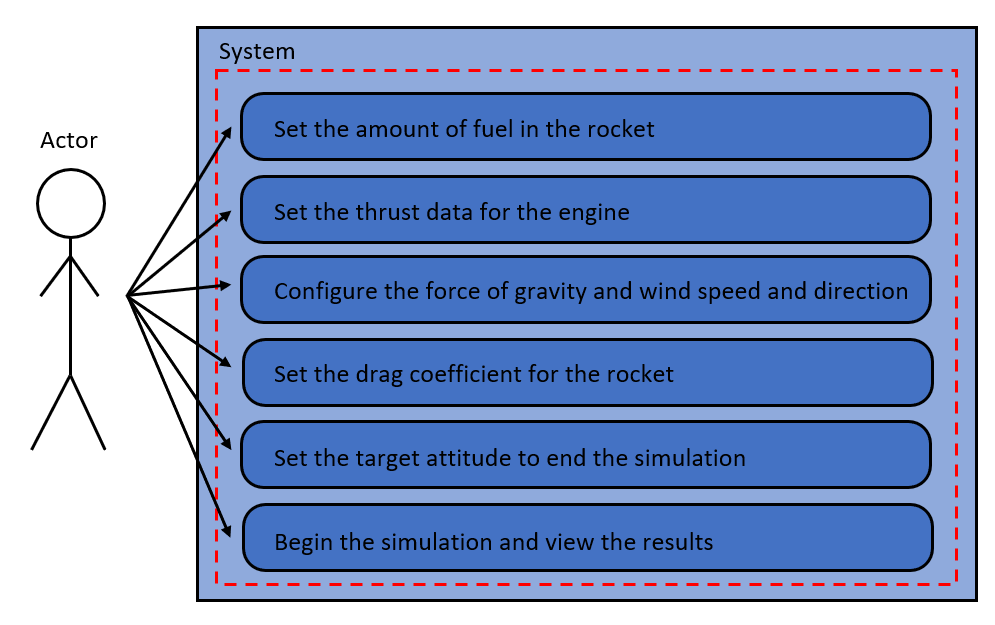 System
Actor
Set the amount of fuel in the rocket
Set the thrust data for the engine
Configure the force of gravity and wind speed and direction
Set the drag coefficient for the rocket
Set the target attitude to end the simulation
Begin the simulation and view the results